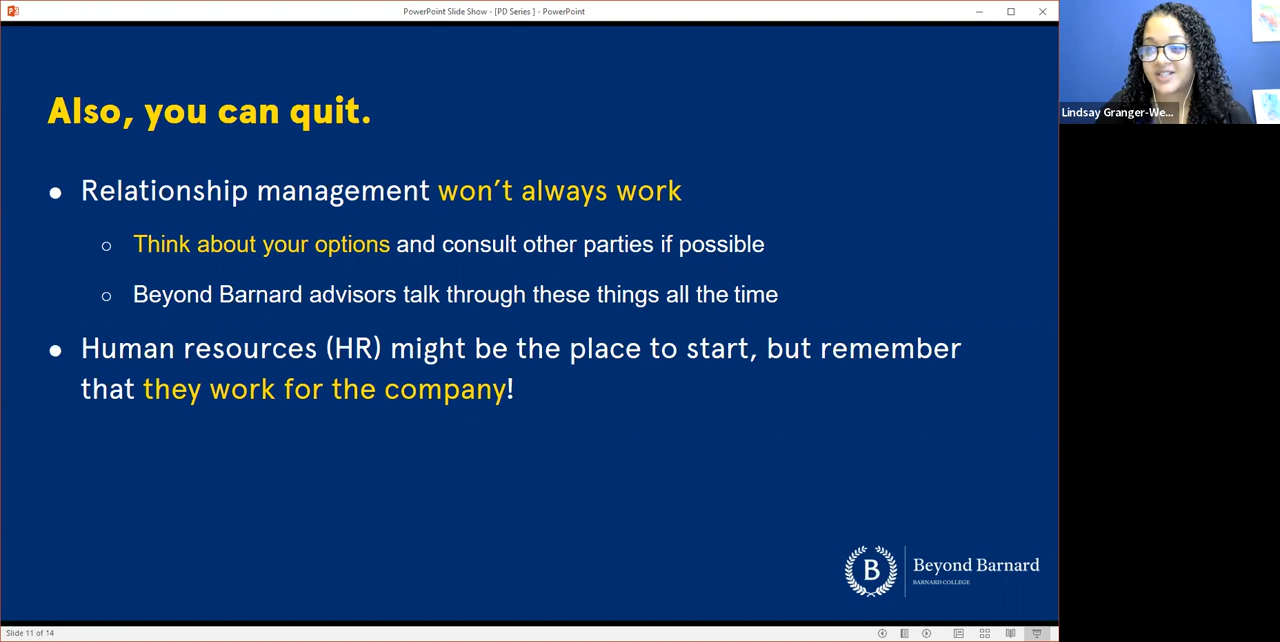 PowerPoint Slide Show - [PD Series ] - PowerPoint
Lindsay Granger-We...
Also, you can quit.
● Relationship management won’t always work
○ Think about your options and consult other parties if possible
○ Beyond Barnard advisors talk through these things all the time
● Human resources (HR) might be the place to start, but remember
that they work for the company!
B
Beyond Barnard
BARNARD COLLEGE
Slide 11 of 14